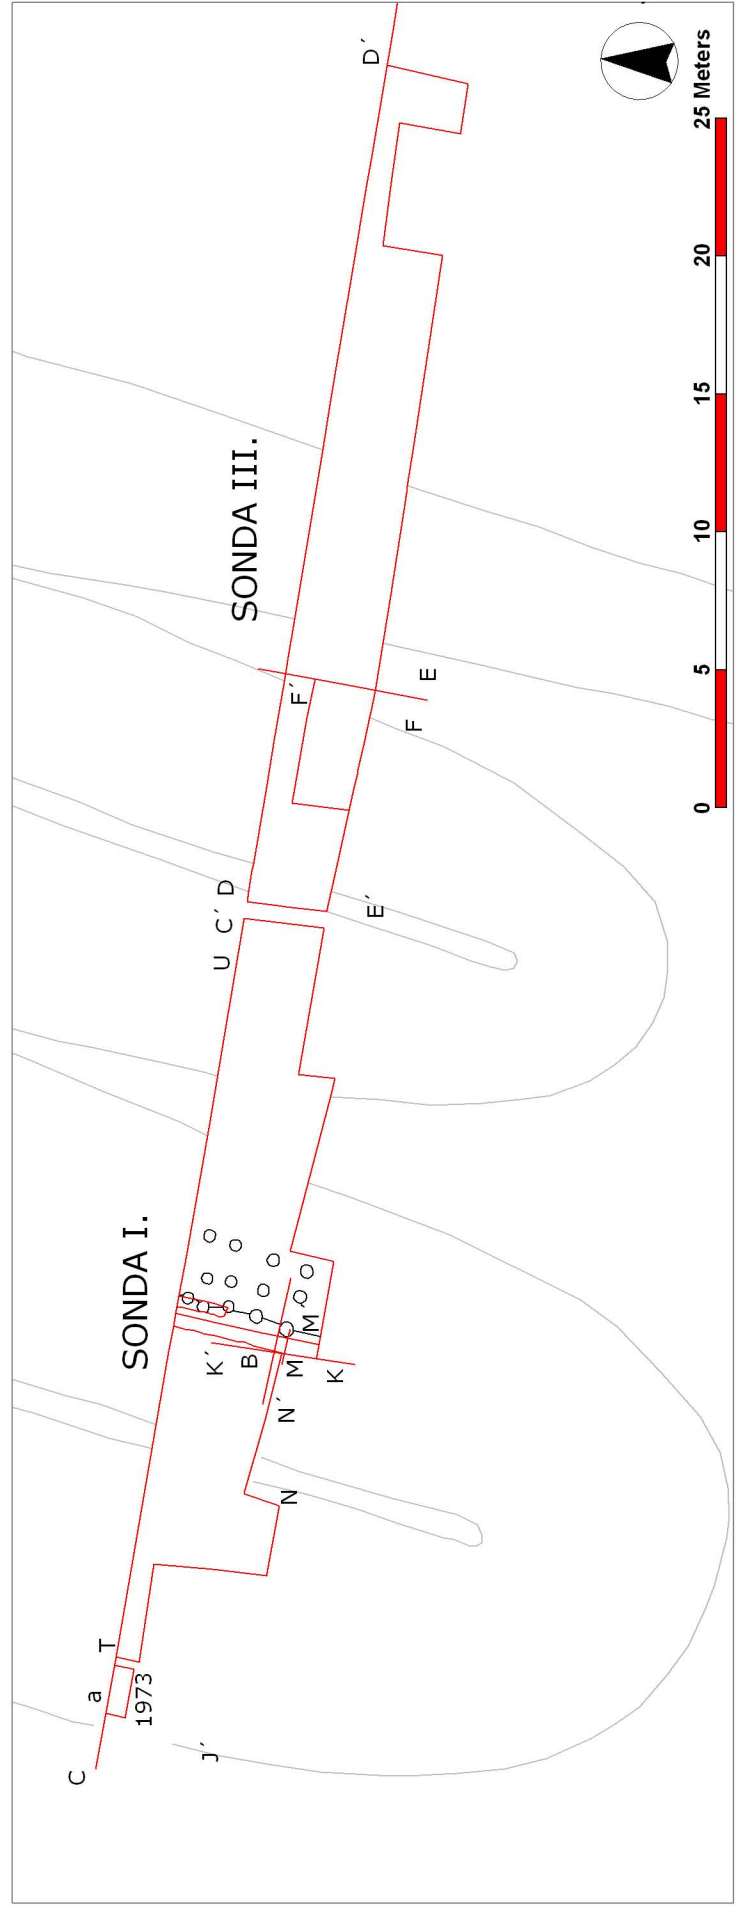 SONDA I.
SONDA III.
C
a
T
1973
J´
N
N´
K´
B
M
M´
K
U
C´
D
E´
F´
F
E
D´
0 5 10 15 20 25 Meters